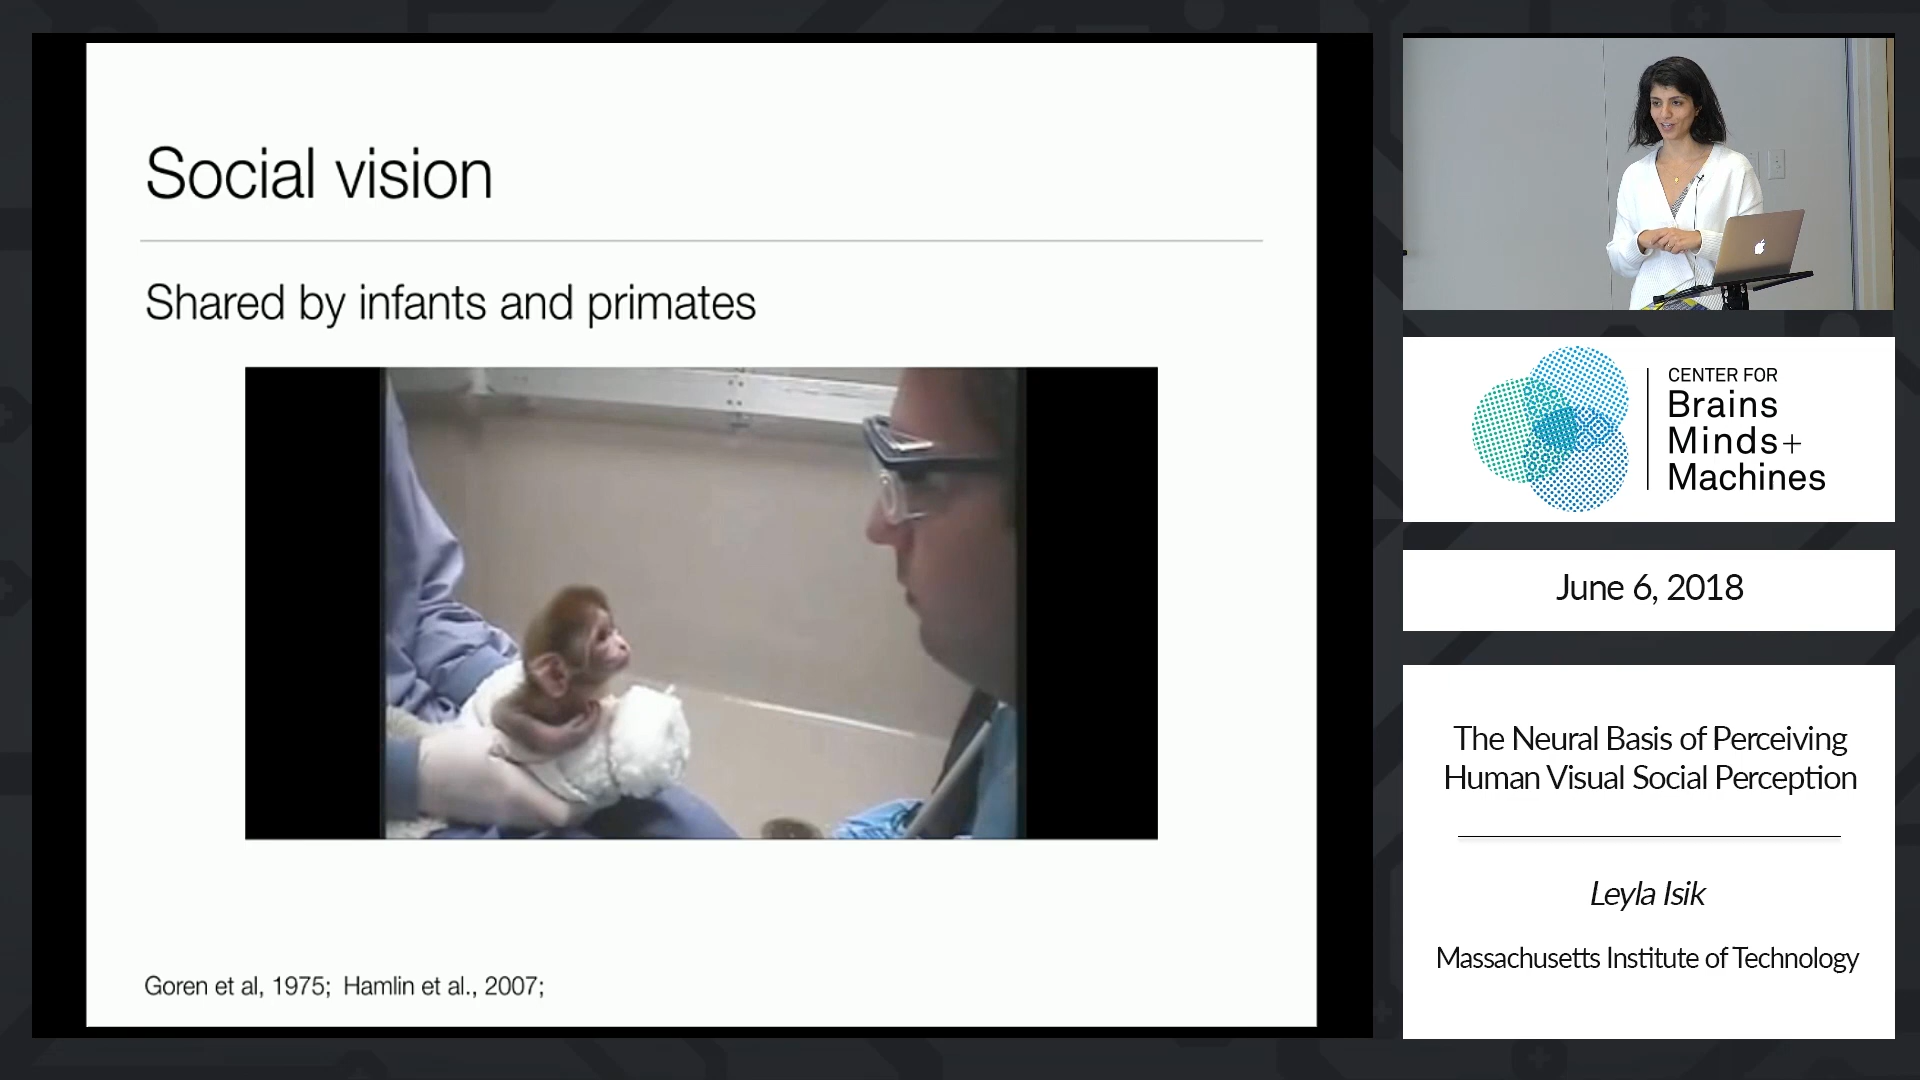 Social vision
Shared by infants and primates
Goren et al, 1975; Hamlin et al., 2007;
CENTER FOR
Brains
Minds+
Machines
June 6, 2018
The Neural Basis of Perceiving
Human Visual Social Perception
Leyla Isik
Massachusetts Institute of Technology